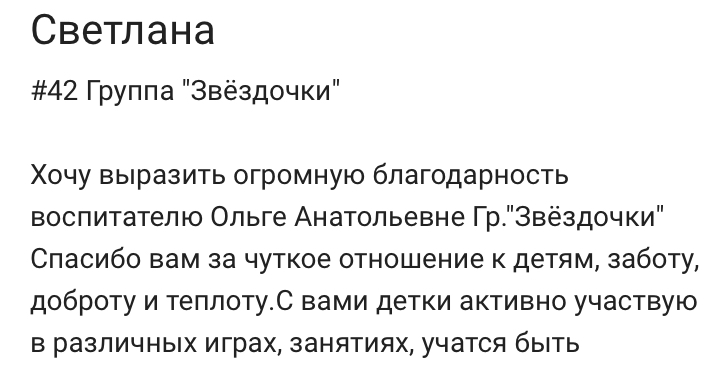 Светлана
#42 Группа "Звёздочки"
Хочу выразить огромную благодарность
воспитателю Ольге Анатольевне Гр."Звёздочки"
Спасибо вам за чуткое отношение к детям, заботу,
доброту и теплоту.С вами детки активно участвую
в различных играх, занятиях, учатся быть